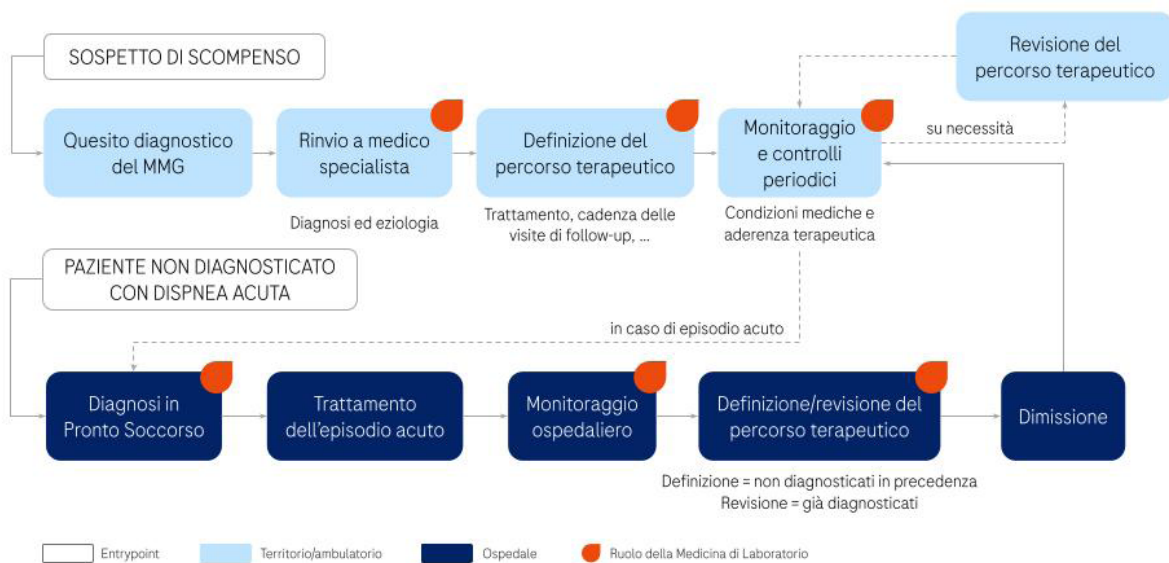 SOSPETTO DI SCOMPENSO
Revisione del
percorso terapeutico
Quesito diagnostico
del MMG
Rinvio a medico
specialista
Definizione del
percorso terapeutico
Monitoraggio
e controlli
periodici
su necessità
Diagnosi ed eziologia
Trattamento, cadenza delle
visite di follow-up, ...
Condizioni mediche e
aderenza terapeutica
PAZIENTE NON DIAGNOSTICATO
CON DISPNEA ACUTA
in caso di episodio acuto
Diagnosi in
Pronto Soccorso
Trattamento
dell'episodio acuto
Monitoraggio
ospedaliero
Definizione/revisione del
percorso terapeutico
Dimissione
Definizione = non diagnosticati in precedenza
Revisione = già diagnosticati
Entrypoint
Territorio/ambulatorio
Ospedale
Ruolo della Medicina di Laboratorio